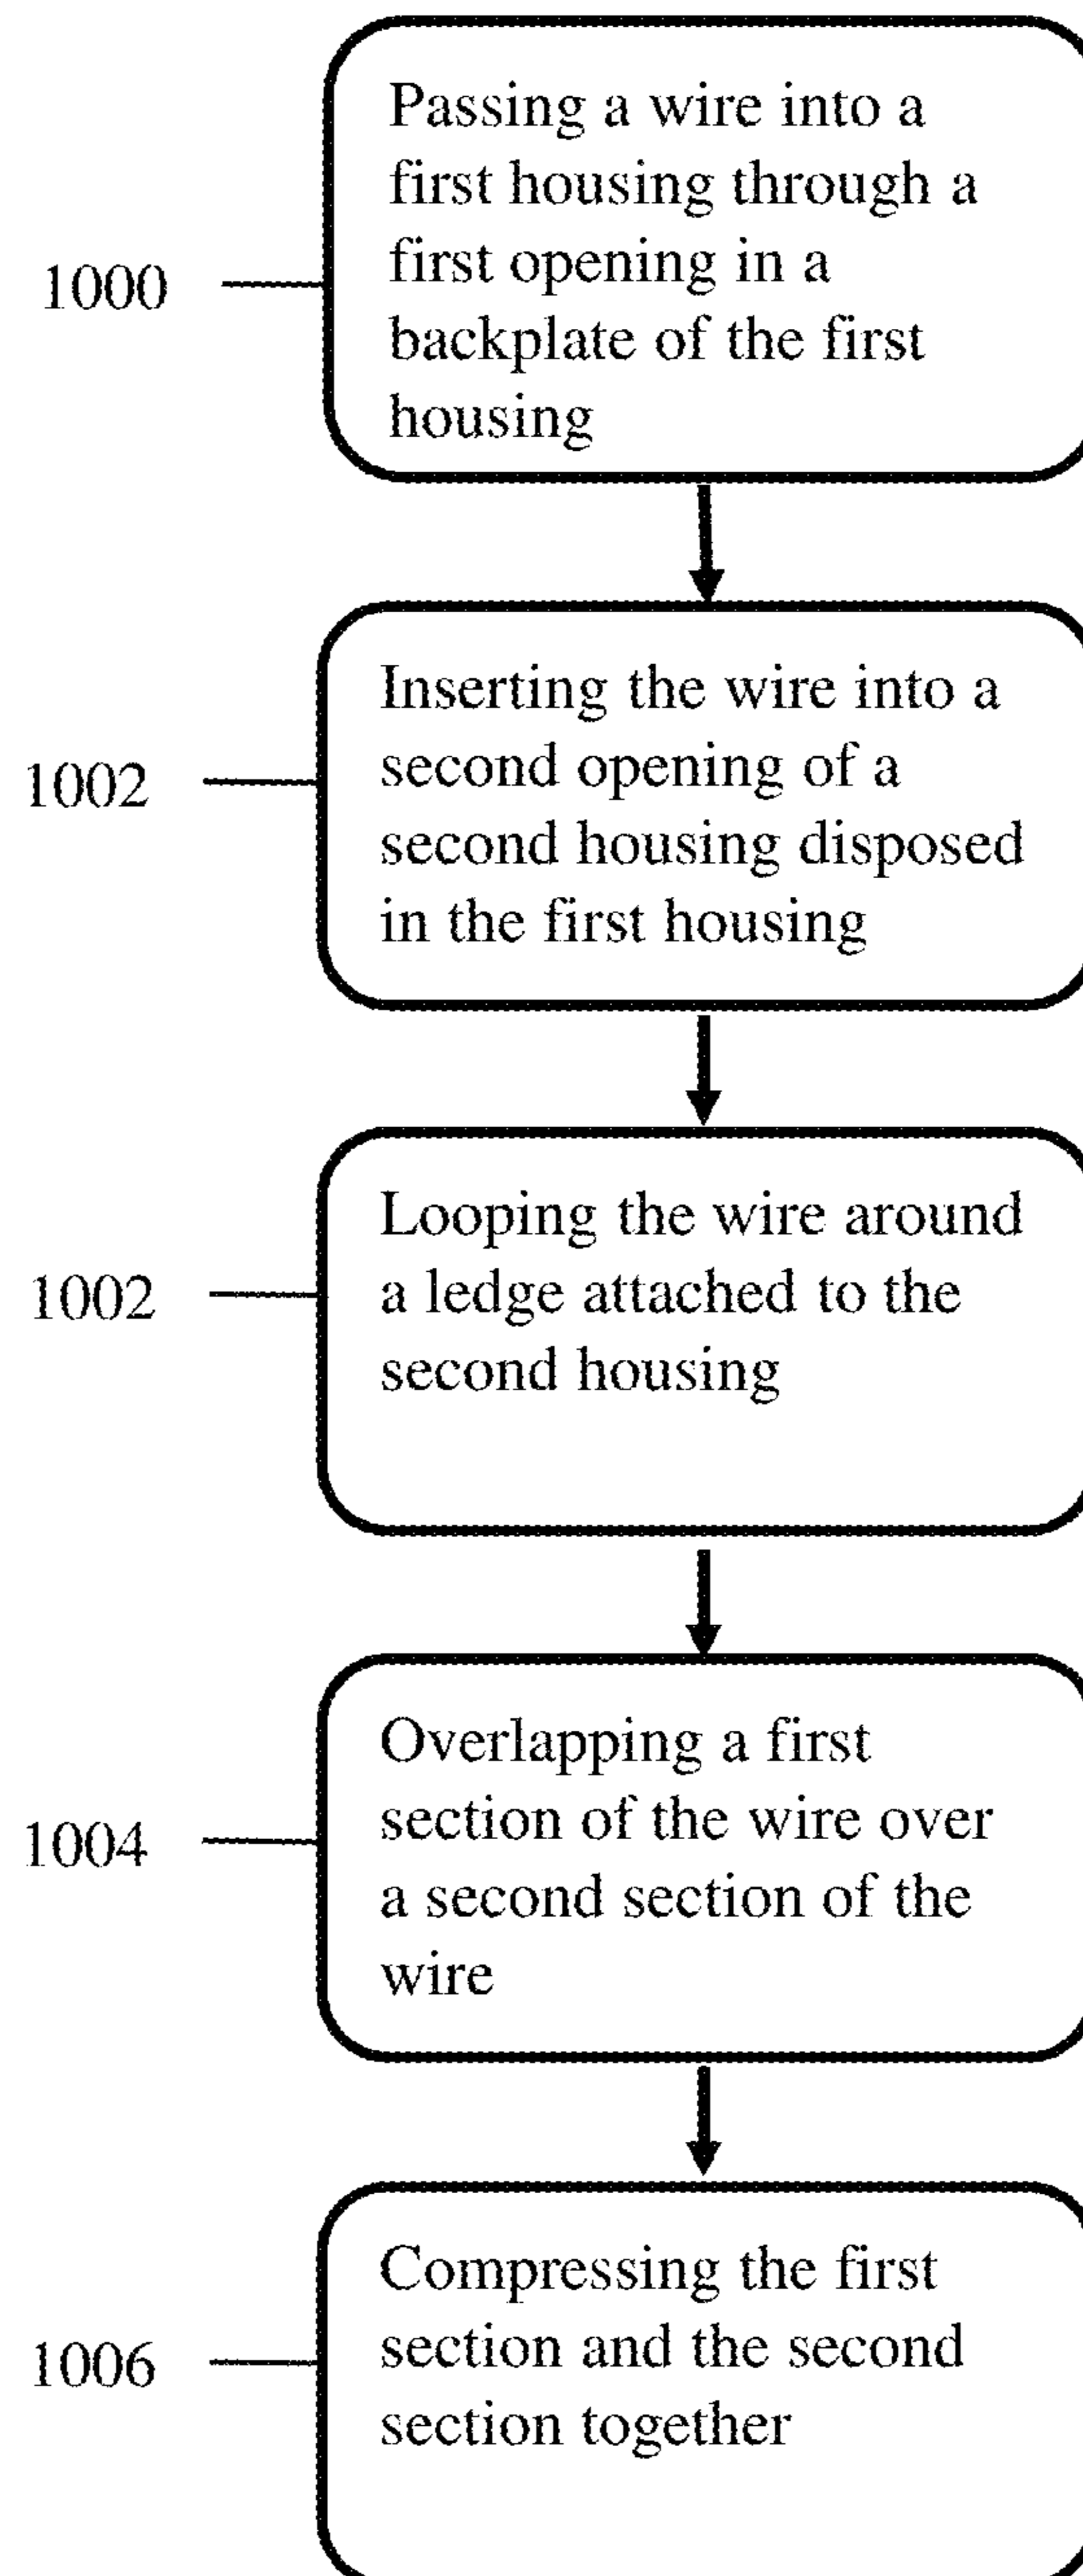 Passing a wire into a
first housing through a
first opening in a
1000
backplate of the first
housing
Inserting the wire into a
second opening of a
1002
second housing disposed
in the first housing
Looping the wire around
1002
a ledge attached to the
second housing
Overlapping a first
section of the wire over
1004
a second section of the
wire
Compressing the first
1006
section and the second
section together